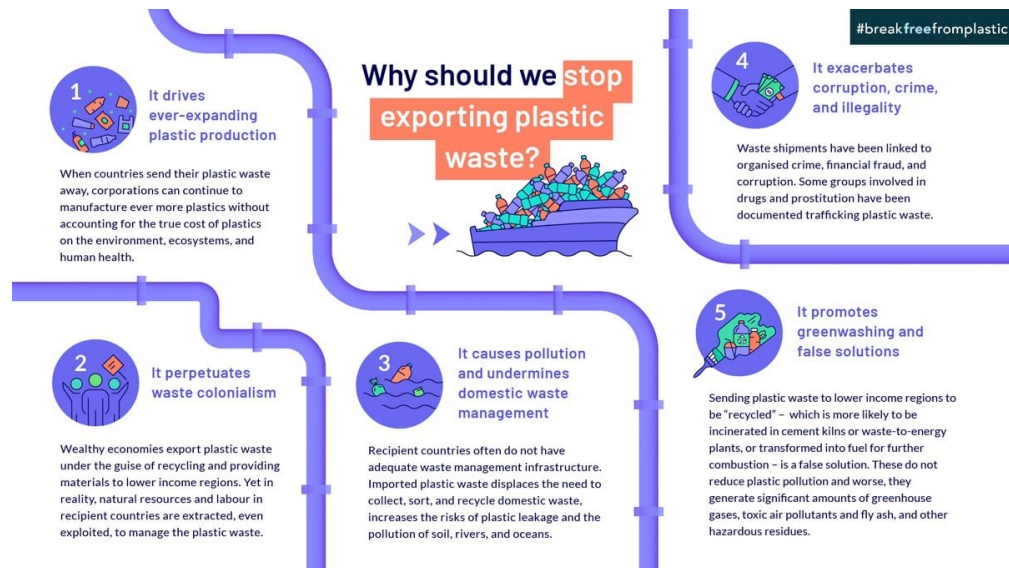 #breakfreefromplastic
Why should we stop
exporting plastic
waste?
1
It drives
ever-expanding
plastic production
When countries send their plastic waste
away, corporations can continue to
manufacture ever more plastics without
accounting for the true cost of plastics
on the environment, ecosystems, and
human health.
2
It perpetuates
waste colonialism
Wealthy economies export plastic waste
under the guise of recycling and providing
materials to lower income regions. Yet in
reality, natural resources and labour in
recipient countries are extracted, even
exploited, to manage the plastic waste.
3
It causes pollution
and undermines
domestic waste
management
Recipient countries often do not have
adequate waste management infrastructure.
Imported plastic waste displaces the need to
collect, sort, and recycle domestic waste,
increases the risks of plastic leakage and the
pollution of soil, rivers, and oceans.
4
It exacerbates
corruption, crime,
and illegality
Waste shipments have been linked to
organised crime, financial fraud, and
corruption. Some groups involved in
drugs and prostitution have been
documented trafficking plastic waste.
5
It promotes
greenwashing and
false solutions
Sending plastic waste to lower income regions to
be “recycled” – which is more likely to be
incinerated in cement kilns or waste-to-energy
plants, or transformed into fuel for further
combustion – is a false solution. These do not
reduce plastic pollution and worse, they
generate significant amounts of greenhouse
gases, toxic air pollutants and fly ash, and other
hazardous residues.